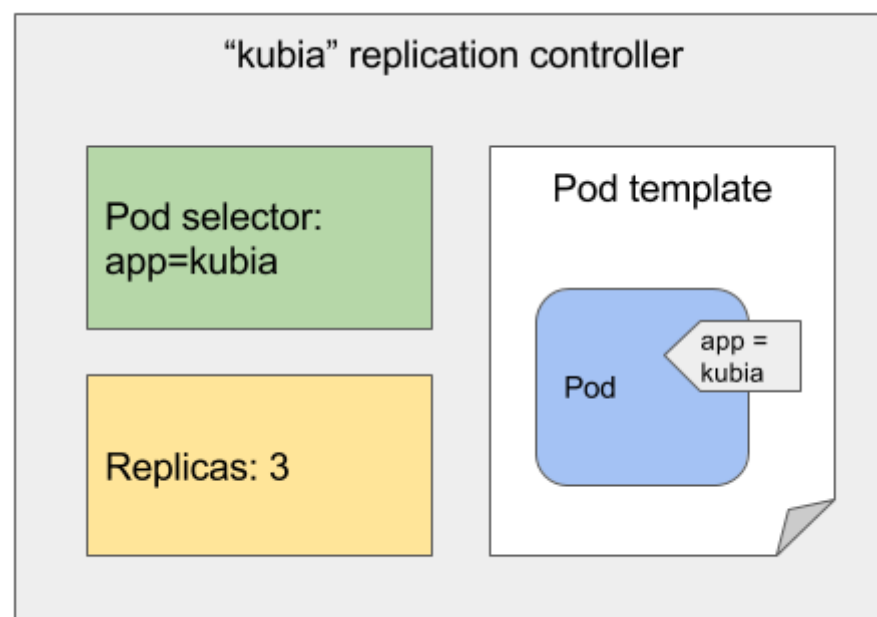 “kubia” replication controller
Pod selector:
app=kubia
Replicas: 3
Pod template
Pod
app =
kubia